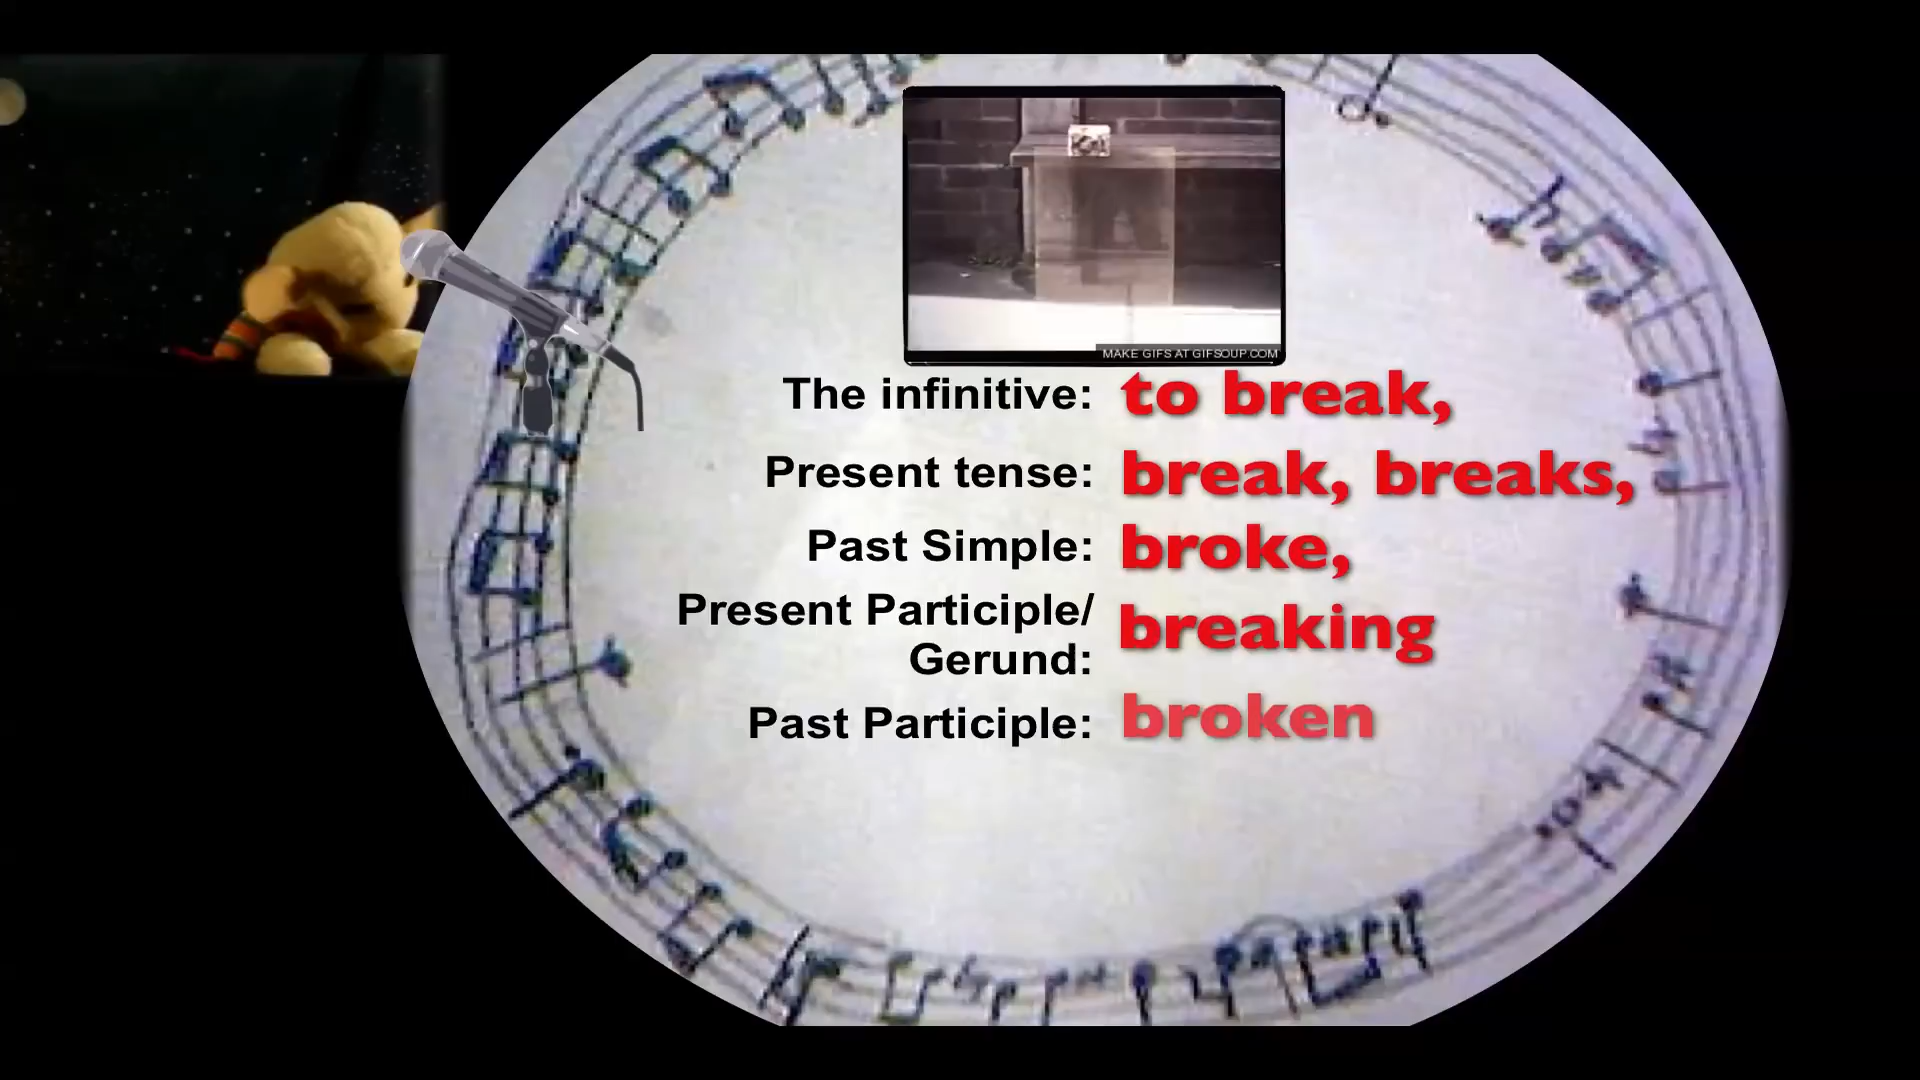 MAKE GIFS AT GIFSOUP.COM
The infinitive: to break,
Present tense: break, breaks,
Past Simple: broke,
Present Participle/
Gerund: breaking
Past Participle: broken